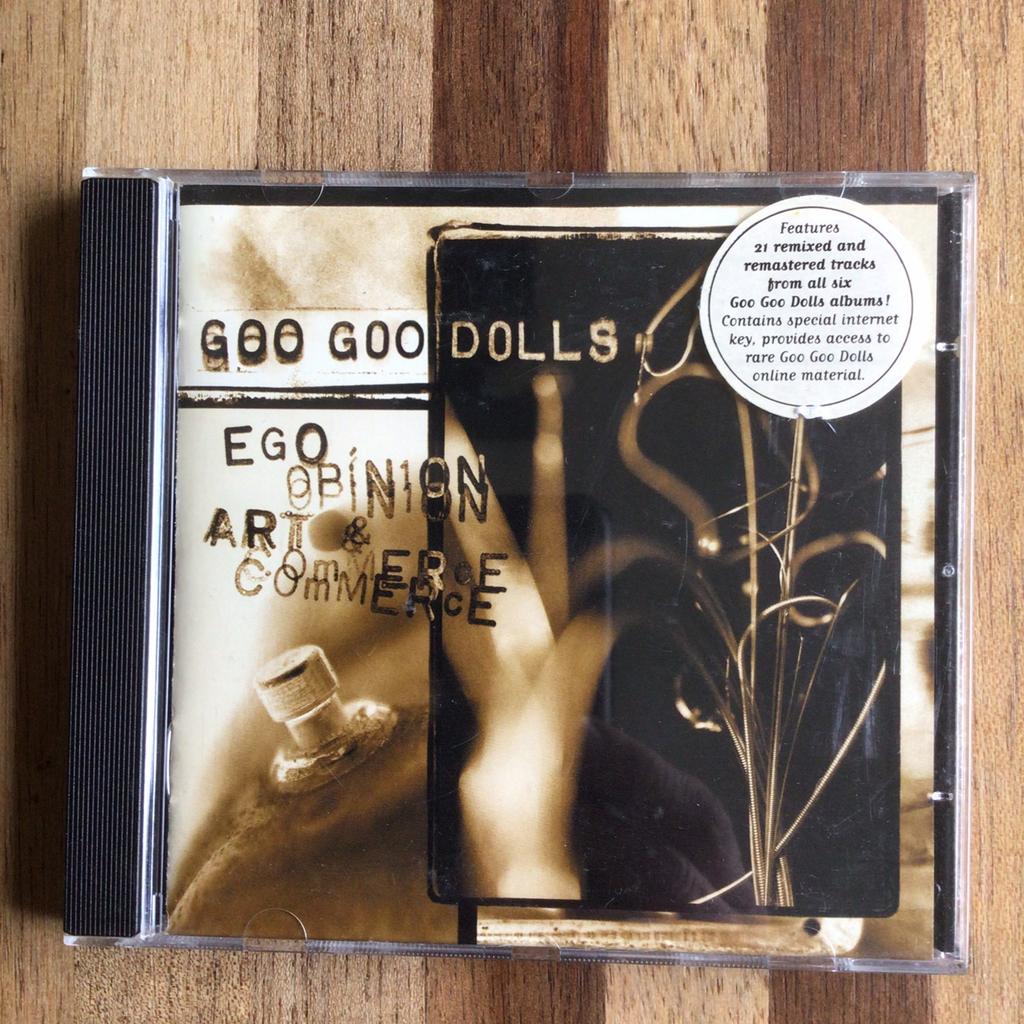 GOO GOO DOLLS
EGO
OPINION
ART &
COMMERCE
Features
21 remixed and
remastered tracks
from all six
Goo Goo Dolls albums!
Contains special internet
key, provides access to
rare Goo Goo Dolls
online material.